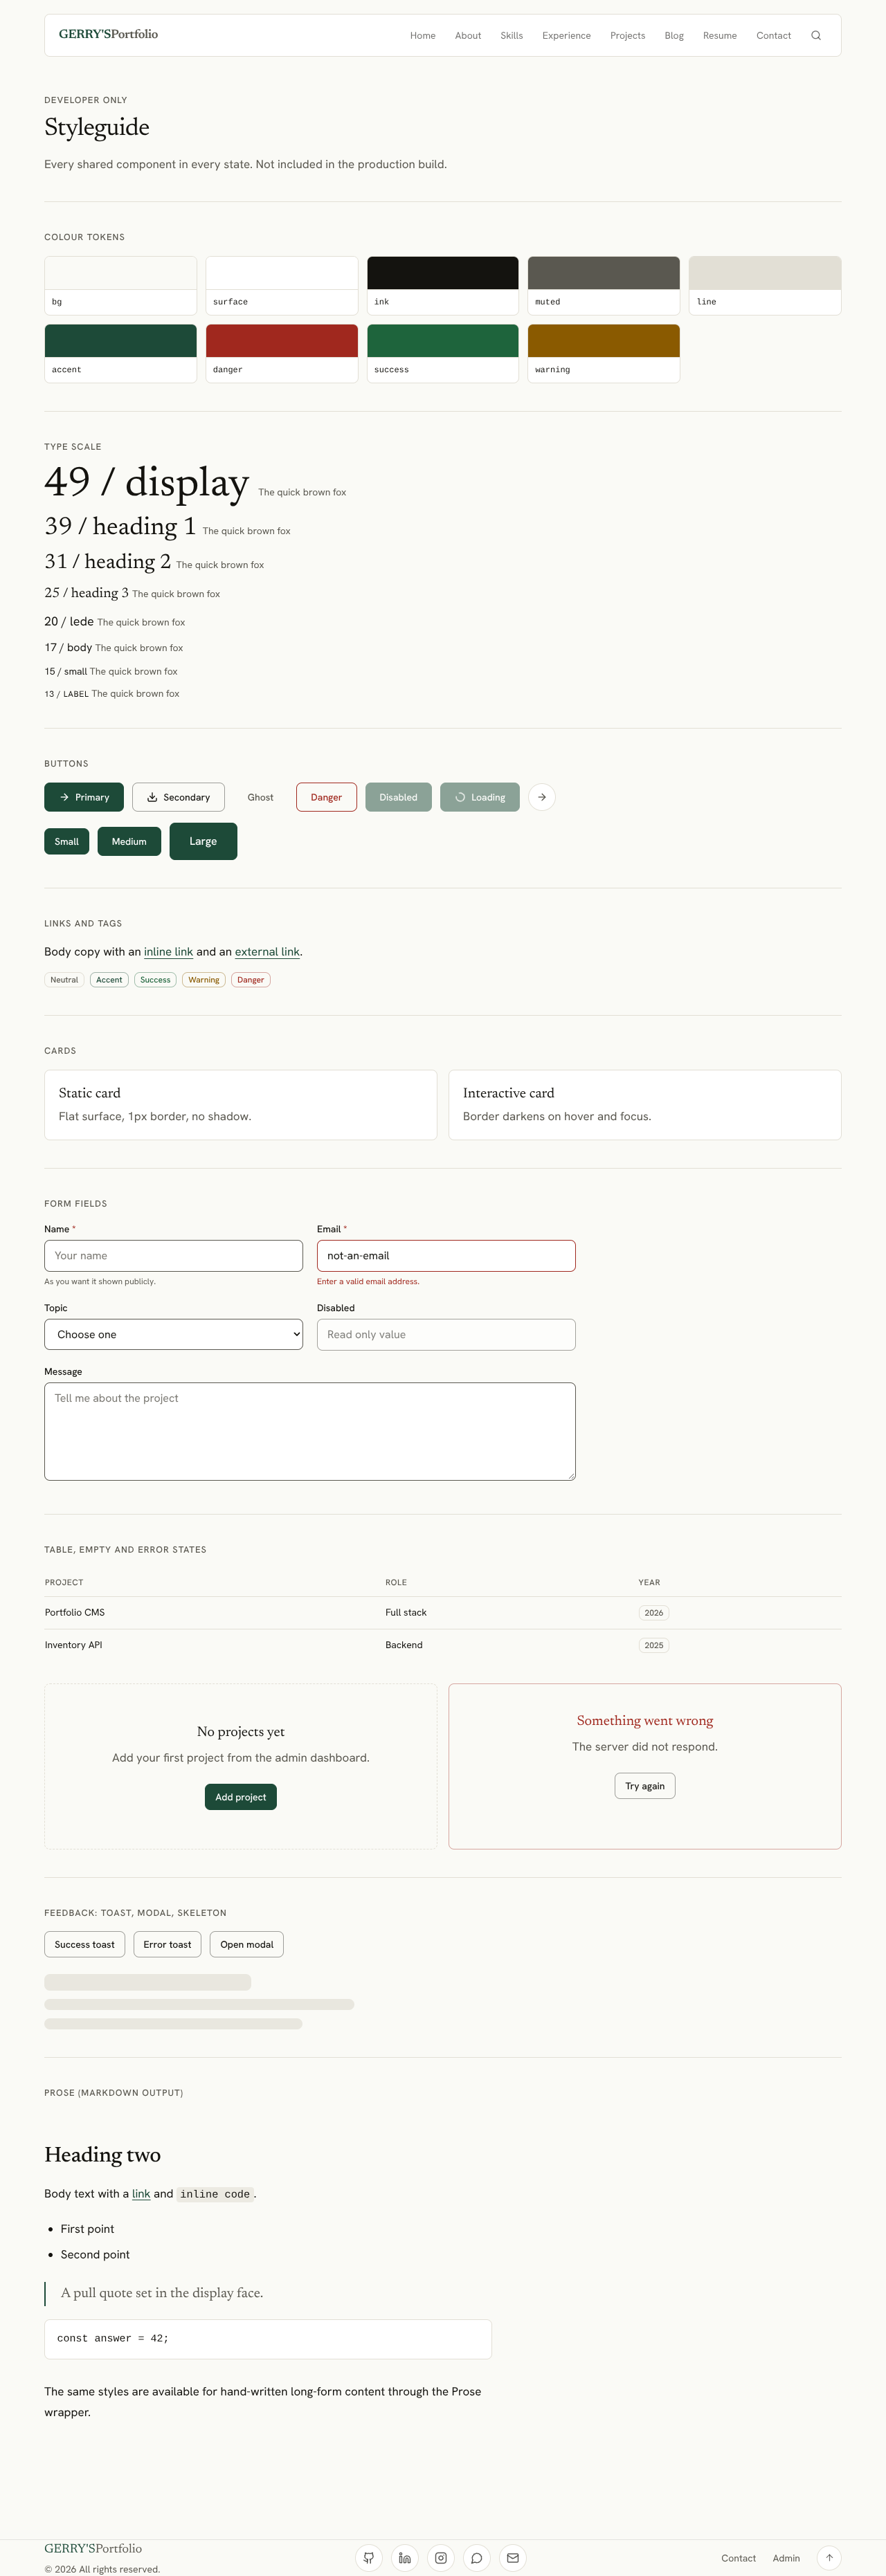 GERRY'SPortfolio
Home About Skills Experience Projects Blog Resume Contact
DEVELOPER ONLY
Styleguide
Every shared component in every state. Not included in the production build.
COLOUR TOKENS
bg surface ink muted line
accent danger success warning
TYPE SCALE
49 / display The quick brown fox
39 / heading 1 The quick brown fox
31 / heading 2 The quick brown fox
25 / heading 3 The quick brown fox
20 / lede The quick brown fox
17 / body The quick brown fox
15 / small The quick brown fox
13 / LABEL The quick brown fox
BUTTONS
Primary Secondary Ghost Danger Disabled Loading
Small Medium Large
LINKS AND TAGS
Body copy with an inline link and an external link.
Neutral Accent Success Warning Danger
CARDS
Static card
Flat surface, 1px border, no shadow.
Interactive card
Border darkens on hover and focus.
FORM FIELDS
Name * Email *
Your name not-an-email
As you want it shown publicly. Enter a valid email address.
Topic Disabled
Choose one Read only value
Message
Tell me about the project
TABLE, EMPTY AND ERROR STATES
PROJECT ROLE YEAR
Portfolio CMS Full stack 2026
Inventory API Backend 2025
No projects yet
Add your first project from the admin dashboard.
Add project
Something went wrong
The server did not respond.
Try again
FEEDBACK: TOAST, MODAL, SKELETON
Success toast Error toast Open modal
PROSE (MARKDOWN OUTPUT)
Heading two
Body text with a link and inline code.
• First point
• Second point
A pull quote set in the display face.
const answer = 42;
The same styles are available for hand-written long-form content through the Prose
wrapper.
GERRY'SPortfolio
© 2026 All rights reserved.
Contact Admin